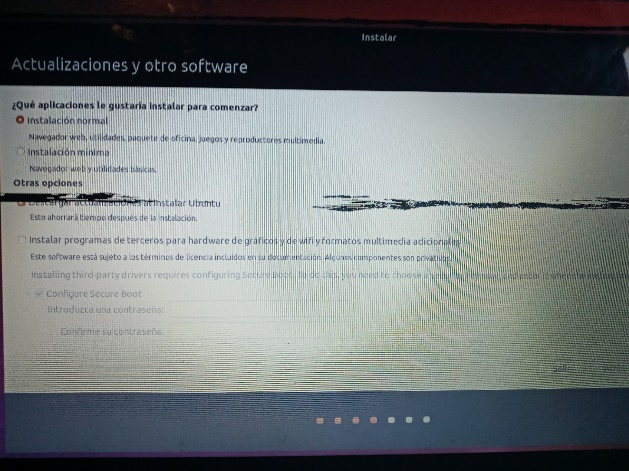 Instalar
Actualizaciones y otro software
¿Qué aplicaciones le gustaría instalar para comenzar?
Instalación normal
Navegador web, utilidades, paquete de oficina, juegos y reproductores multimedia.
Instalación mínima
Navegador web y utilidades básicas.
Otras opciones
Descargar actualizaciones al instalar Ubuntu
Esto ahorrará tiempo después de la instalación.
Instalar programas de terceros para hardware de gráficos y de wifi y formatos multimedia adicionales
Este software está sujeto a los términos de licencia incluidos en su documentación. Algunos componentes son privativos.
Installing third-party drivers requires configuring Secure Boot. To do this, you need to choose a
Configure Secure Boot
Introduzca una contraseña:
Confirme su contraseña: